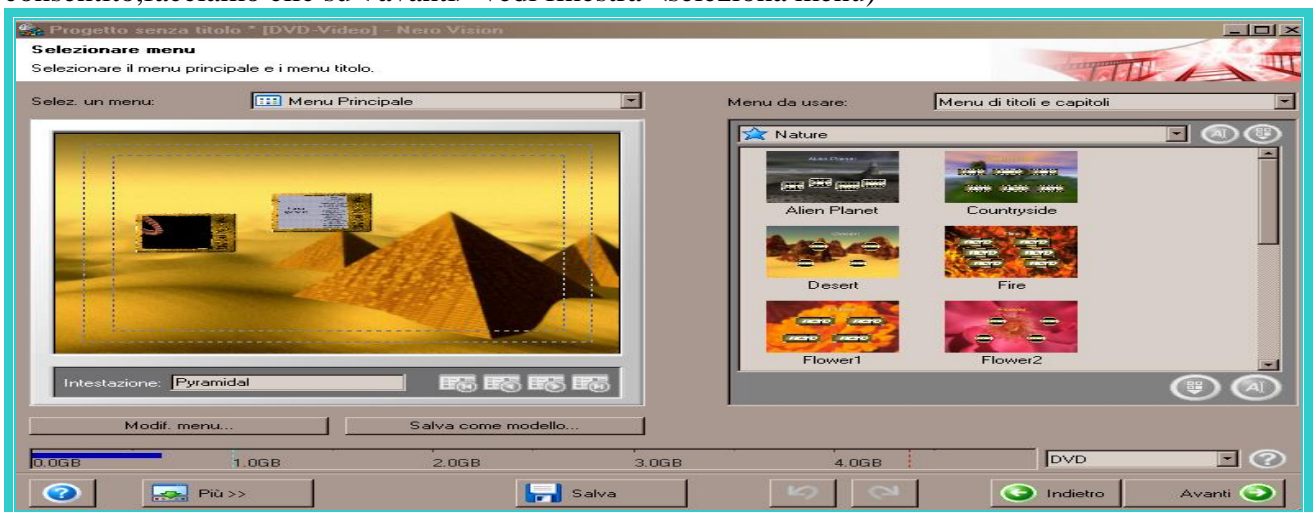 Progetto senza titolo * [DVD-Video] - Nero Vision
Selezionare menu
Selezionare il menu principale e i menu titolo.
Selez. un menu:
Menu Principale
Menu da usare:
Menu di titoli e capitoli
Nature
Alien Planet
Countryside
Desert
Fire
Flower1
Flower2
Intestazione:
Pyramidal
Modif. menu...
Salva come modello...
0.0GB 1.0GB 2.0GB 3.0GB 4.0GB
DVD
Più >>
Salva
Indietro
Avanti